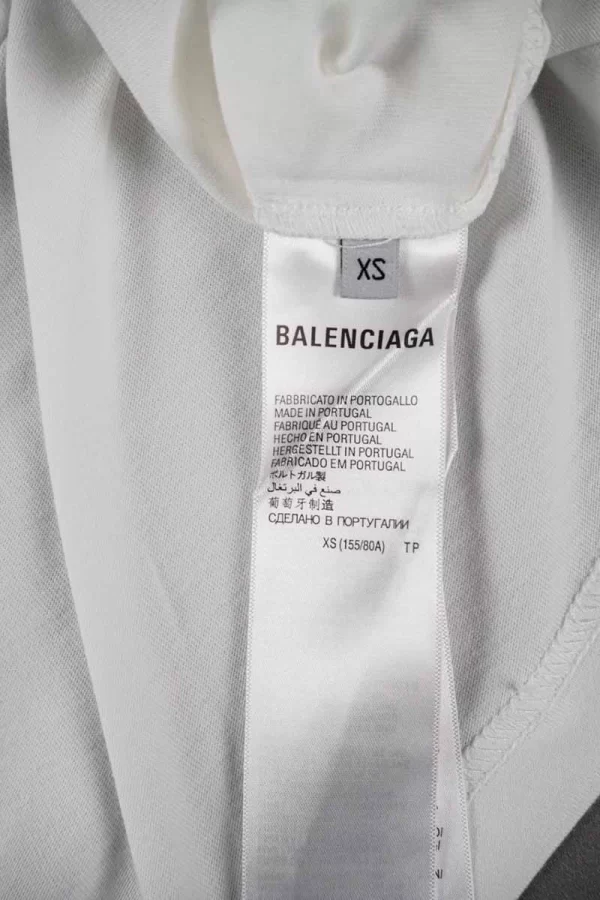 XS
BALENCIAGA
FABBRICATO IN PORTOGALLO
MADE IN PORTUGAL
FABRIQUÉ AU PORTUGAL
HECHO EN PORTUGAL
HERGESTELLT IN PORTUGAL
FABRICADO EM PORTUGAL
ポルトガル製
صنع في البرتغال
葡萄牙制造
СДЕЛАНО В ПОРТУГАЛИИ
XS (155/80A) TP